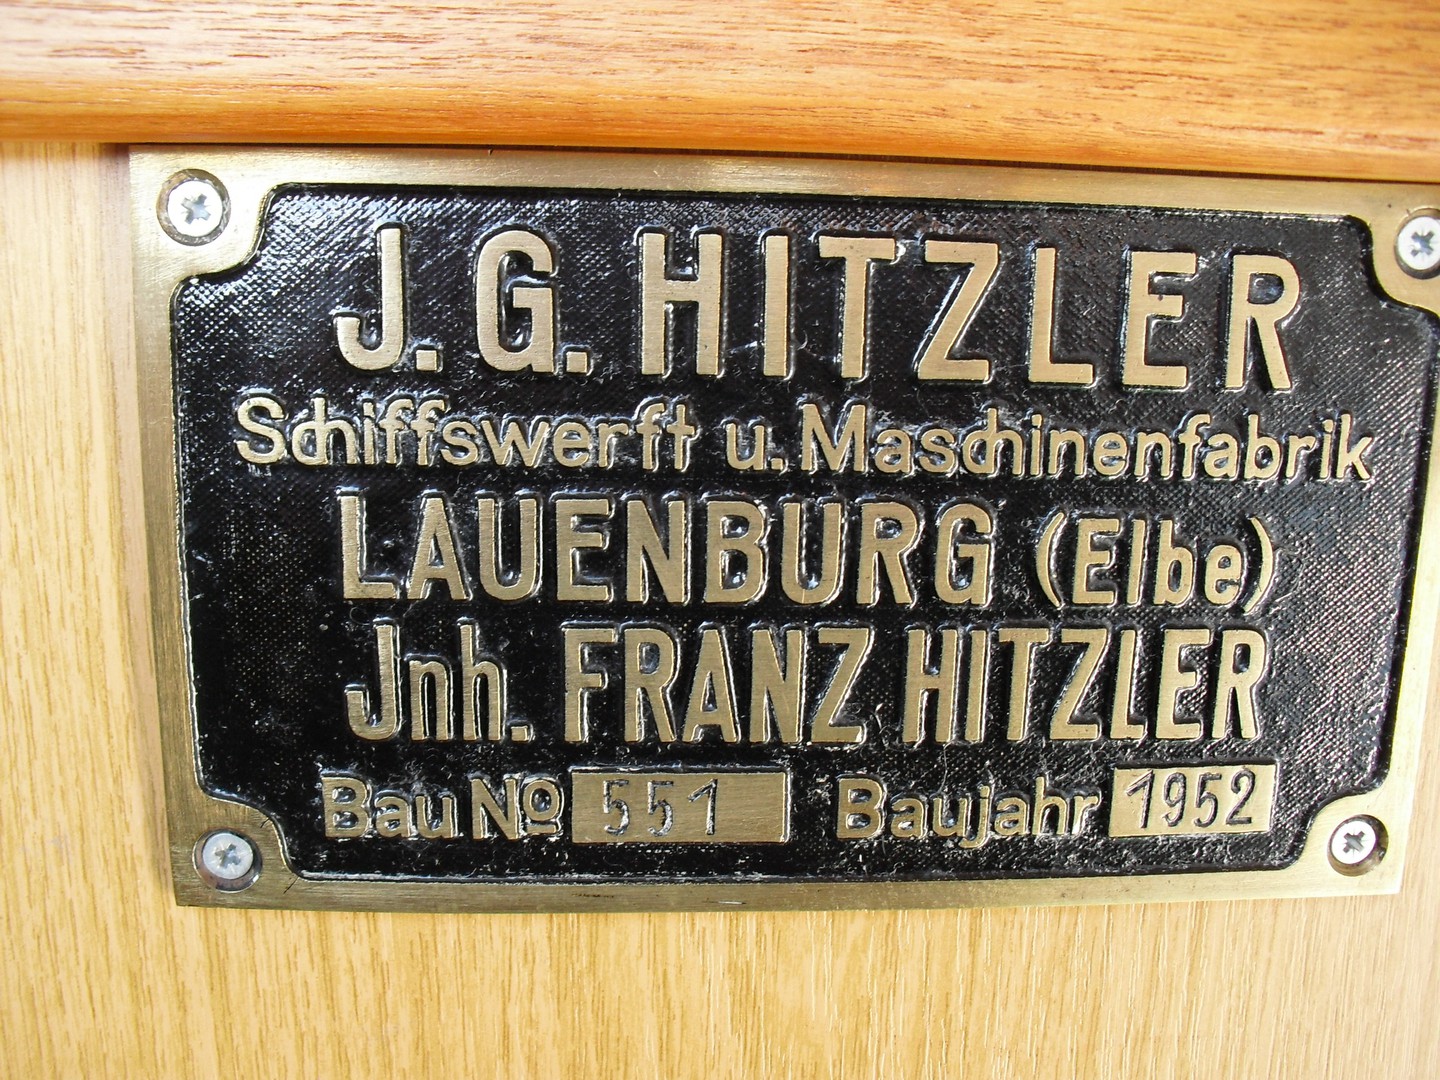 J. G. HITZLER
Schiffswerft u. Maschinenfabrik
LAUENBURG (Elbe)
Jnh. FRANZ HITZLER
Bau № 551 Baujahr 1952